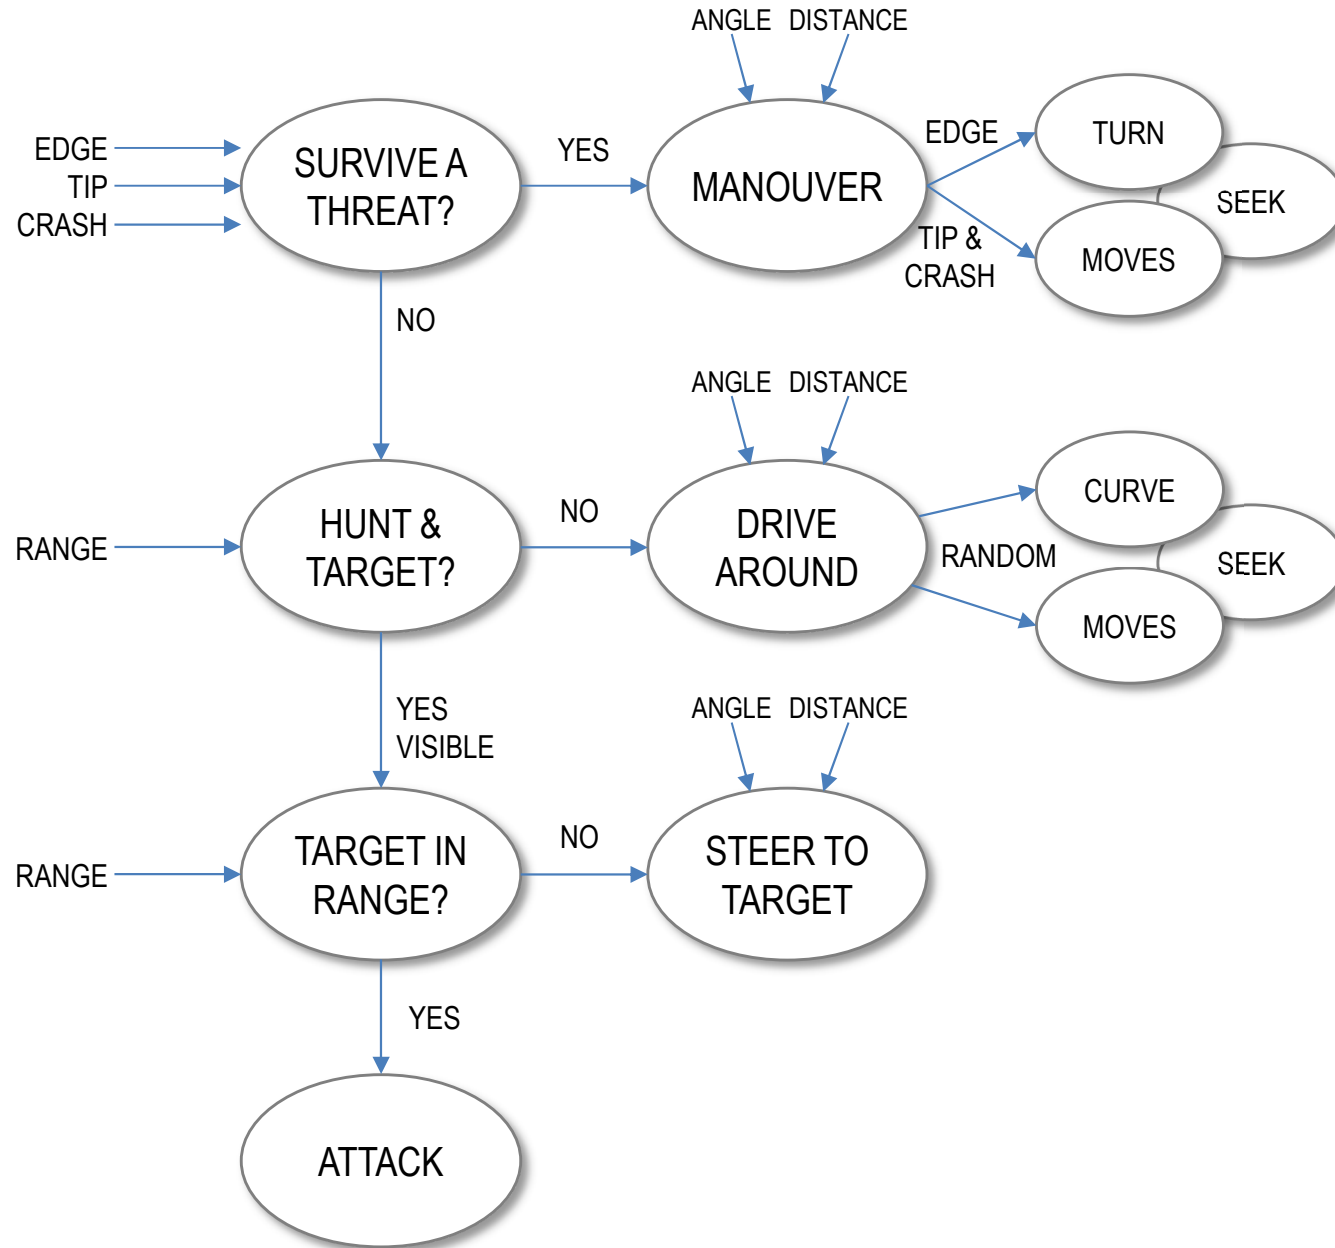 ANGLE DISTANCE
EDGE
TIP
CRASH
SURVIVE A
THREAT?
YES
MANOUVER
EDGE
TIP &
CRASH
TURN
SEEK
MOVES
NO
ANGLE DISTANCE
RANGE
HUNT &
TARGET?
NO
DRIVE
AROUND
RANDOM
CURVE
SEEK
MOVES
YES
VISIBLE
ANGLE DISTANCE
RANGE
TARGET IN
RANGE?
NO
STEER TO
TARGET
YES
ATTACK